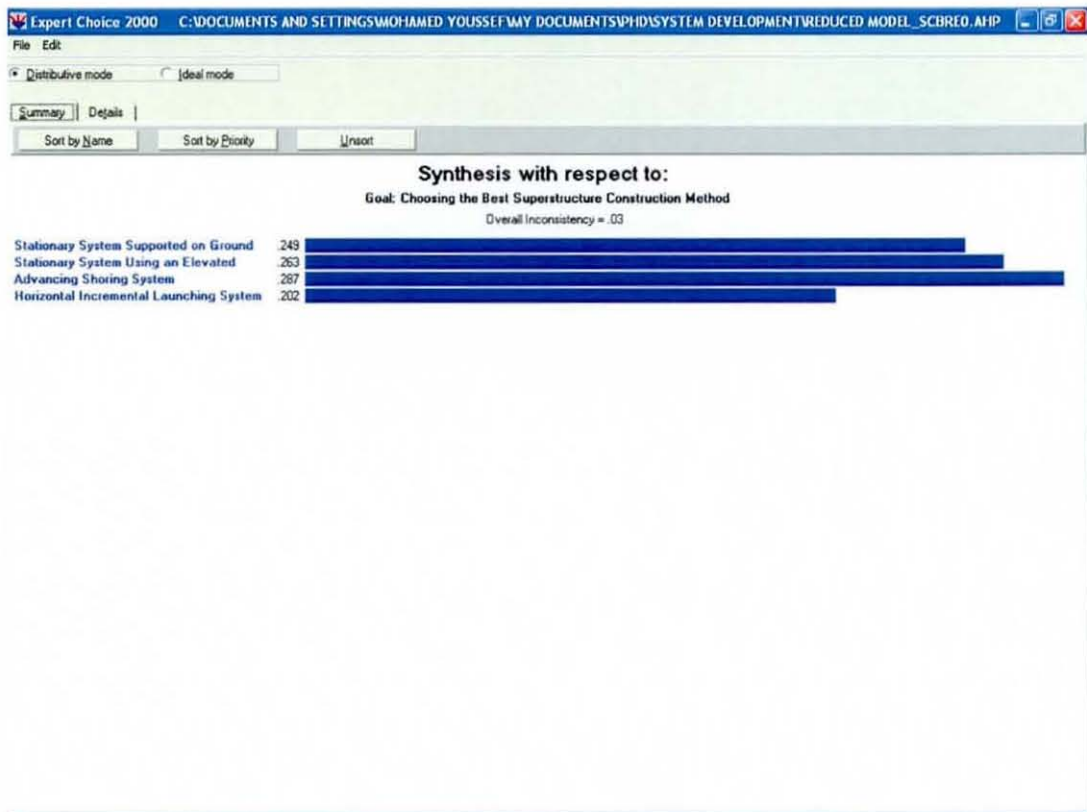 Expert Choice 2000 C:\DOCUMENTS AND SETTINGS\MOHAMED YOUSSEF\MY DOCUMENTS\PHD\SYSTEM DEVELOPMENT\REDUCED MODEL_SCBRE0.AHP
File Edit
Distributive mode Ideal mode
Summary Details
Sort by Name Sort by Priority Unsort
Synthesis with respect to:
Goal: Choosing the Best Superstructure Construction Method
Overall Inconsistency = .03
Stationary System Supported on Ground .249
Stationary System Using an Elevated .263
Advancing Shoring System .287
Horizontal Incremental Launching System .202